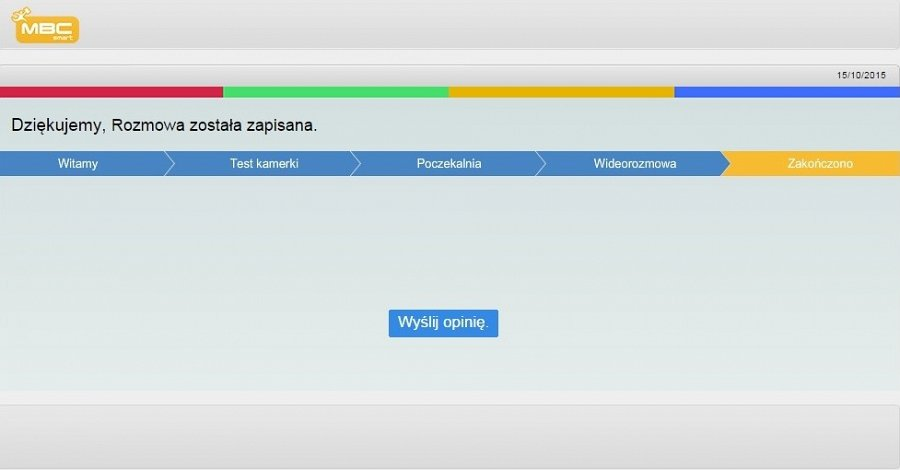 MBC
smart
15/10/2015
Dziękujemy, Rozmowa została zapisana.
Witamy
Test kamerki
Poczekalnia
Wideorozmowa
Zakończono
Wyślij opinię.